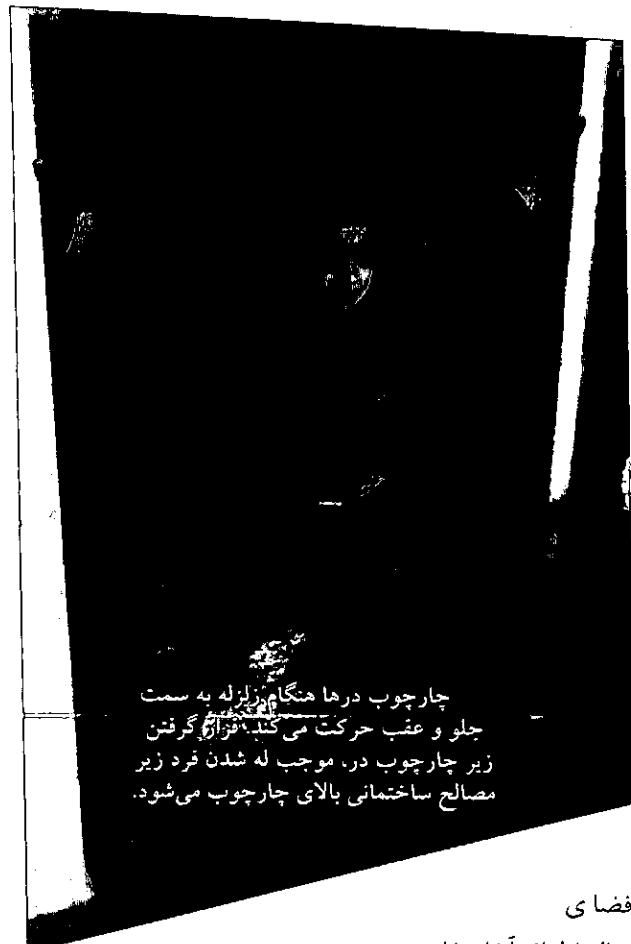 چارچوب درها هنگام زلزله به سمت
جلو و عقب حرکت می‌کند. قرار گرفتن
زیر چارچوب در، موجب له شدن فرد زیر
مصالح ساختمانی بالای چارچوب می‌شود.
فضای